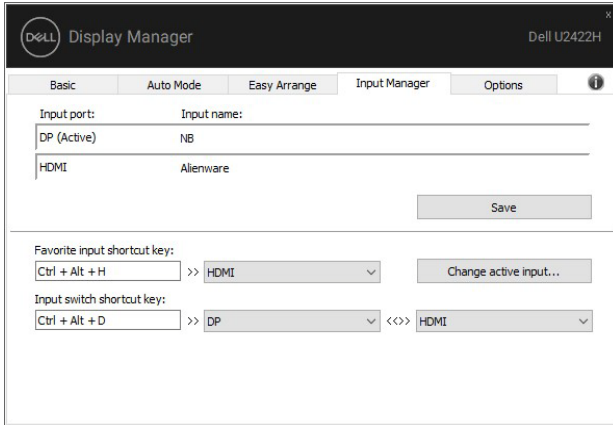 x
DELL Display Manager Dell U2422H
Basic Auto Mode Easy Arrange Input Manager Options i
Input port: Input name:
DP (Active) NB
HDMI Alienware
Save
Favorite input shortcut key:
Ctrl + Alt + H >> HDMI Change active input...
Input switch shortcut key:
Ctrl + Alt + D >> DP <<>> HDMI